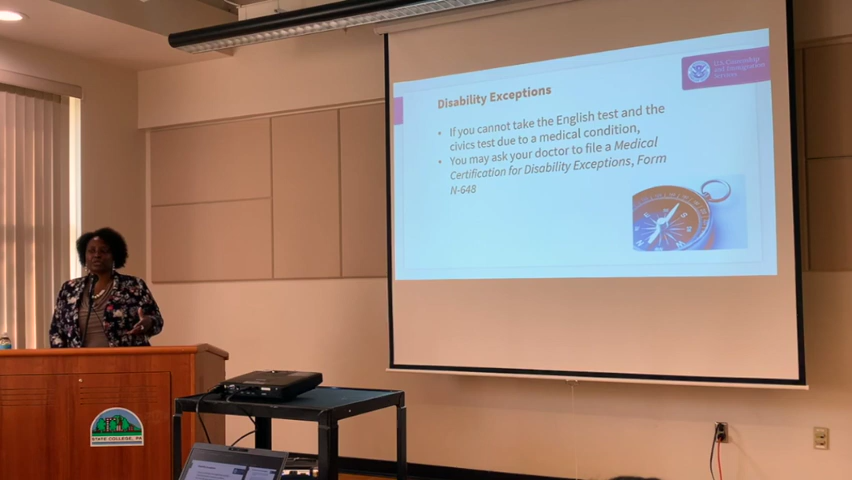 Disability Exceptions
U.S. Citizenship
and Immigration
Services
• If you cannot take the English test and the
civics test due to a medical condition,
• You may ask your doctor to file a Medical
Certification for Disability Exceptions, Form
N-648
STATE COLLEGE, PA